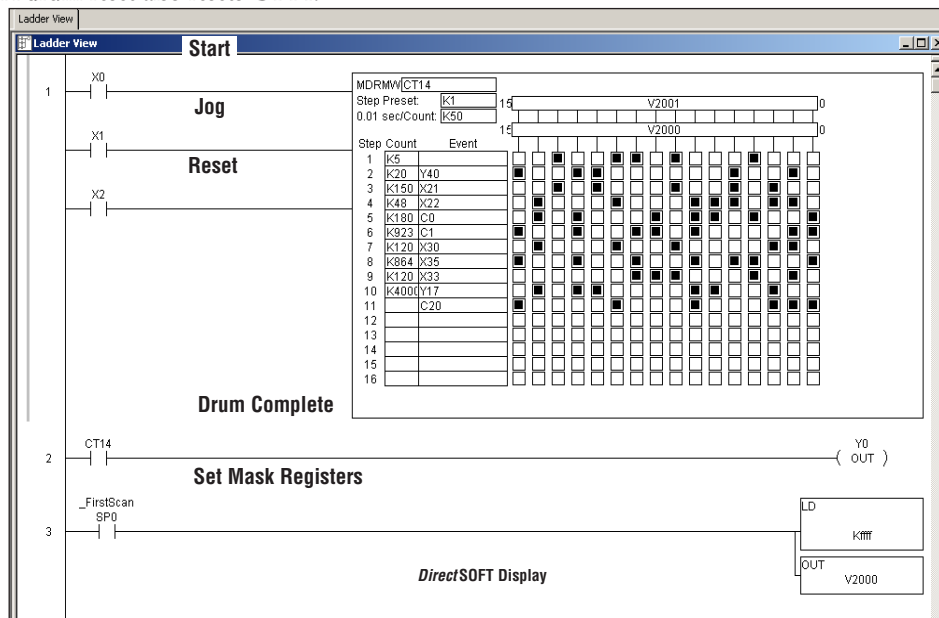 Ladder View
Ladder View
Start
1
X0
Jog
X1
Reset
X2
MDRMW CT14
Step Preset: K1
0.01 sec/Count: K50
15 V2001 0
15 V2000 0
Step Count Event
1 K5
2 K20 Y40
3 K150 X21
4 K48 X22
5 K180 C0
6 K923 C1
7 K120 X30
8 K864 X35
9 K120 X33
10 K4000 Y17
11 C20
12
13
14
15
16
Drum Complete
2
CT14
Y0
( OUT )
Set Mask Registers
3
_FirstScan
SP0
LD
Kffff
OUT
V2000
DirectSOFT Display